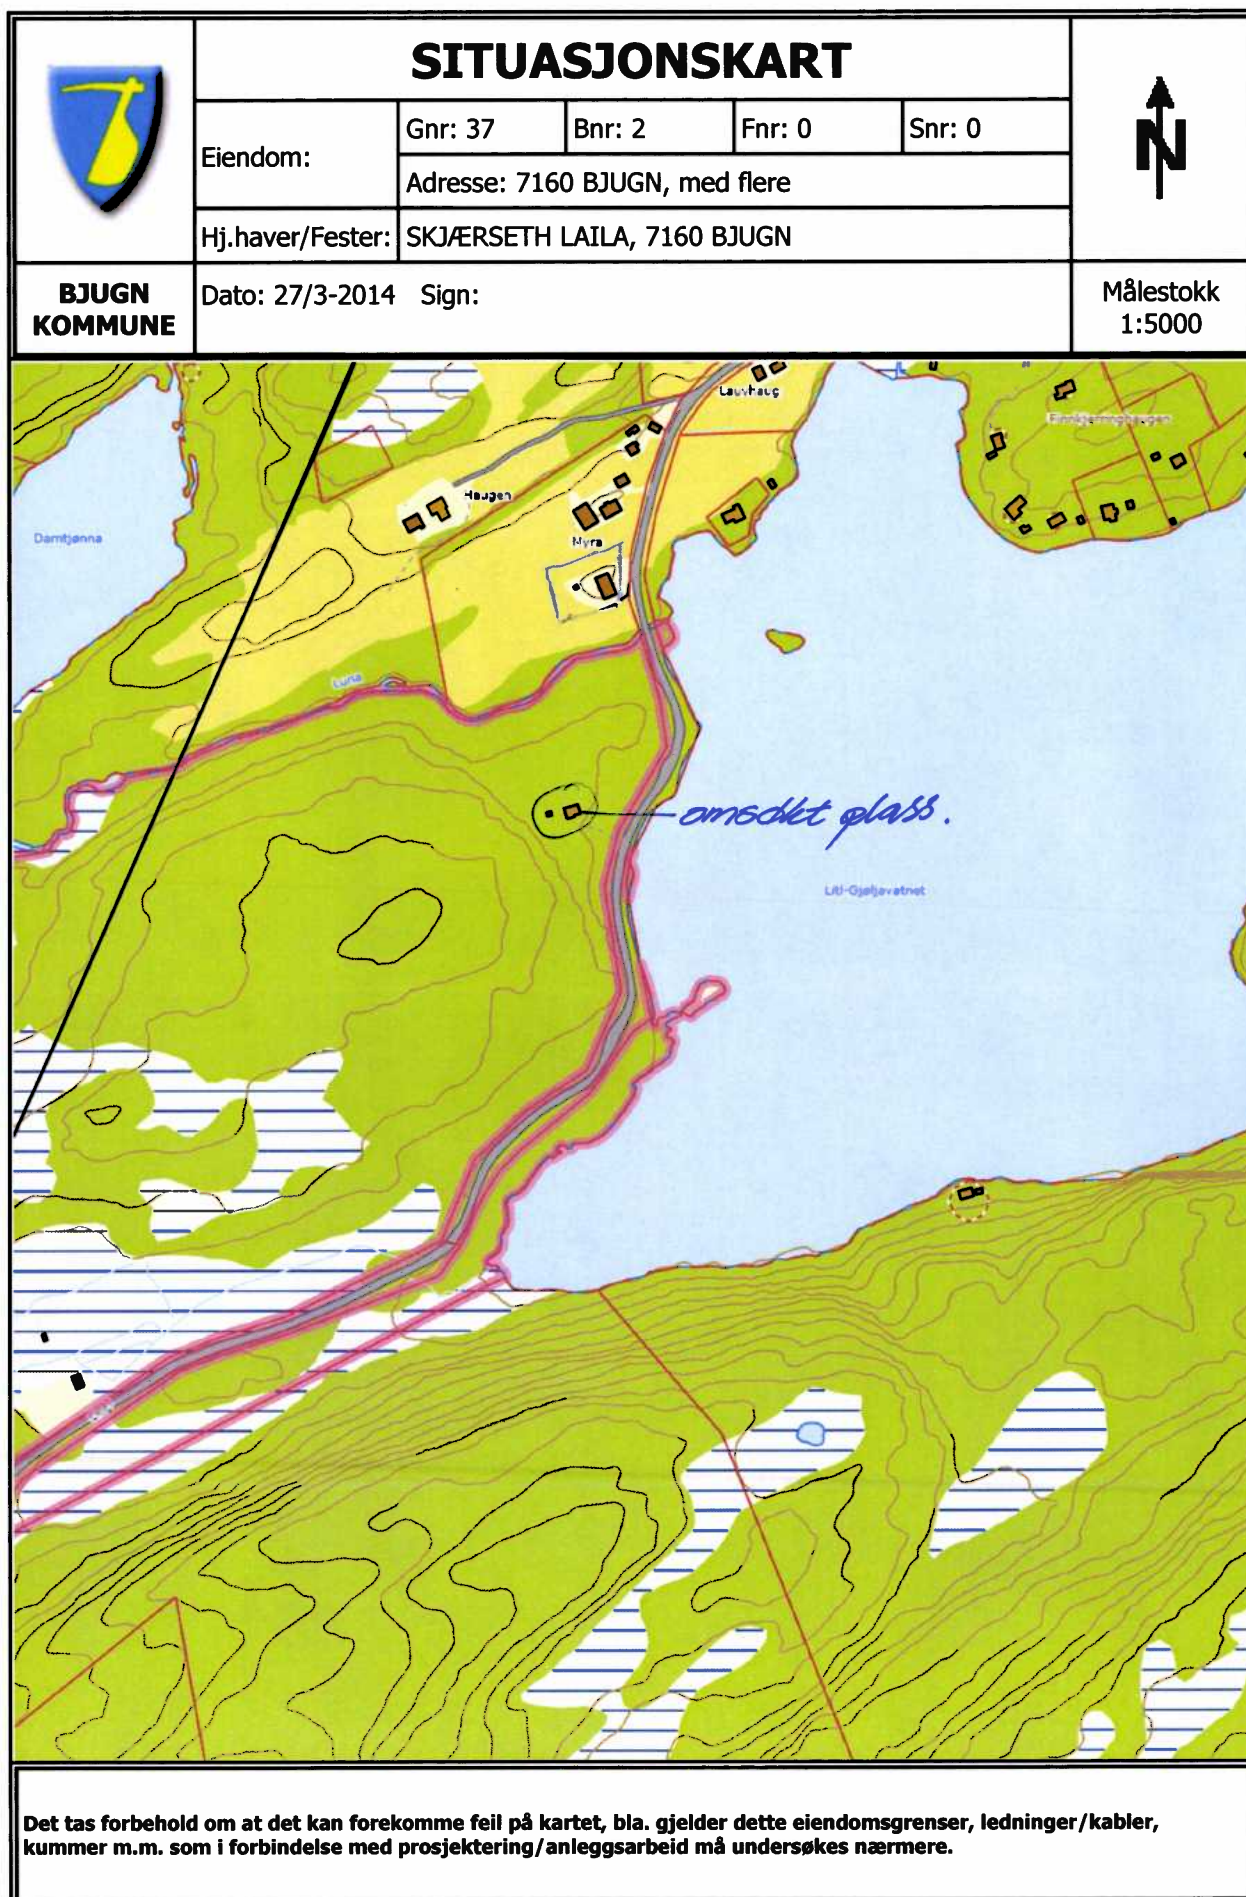 SITUASJONSKART
Eiendom:
Gnr: 37
Bnr: 2
Fnr: 0
Snr: 0
Adresse: 7160 BJUGN, med flere
Hj.haver/Fester:
SKJÆRSETH LAILA, 7160 BJUGN
N
BJUGN
KOMMUNE
Dato: 27/3-2014 Sign:
Målestokk
1:5000
Lauvhaug
Finnkjerringhaugen
Haugen
Damtjønna
Myra
Luna
omsøkt plass.
Litl-Gjøljavatnet
Det tas forbehold om at det kan forekomme feil på kartet, bla. gjelder dette eiendomsgrenser, ledninger/kabler,
kummer m.m. som i forbindelse med prosjektering/anleggsarbeid må undersøkes nærmere.